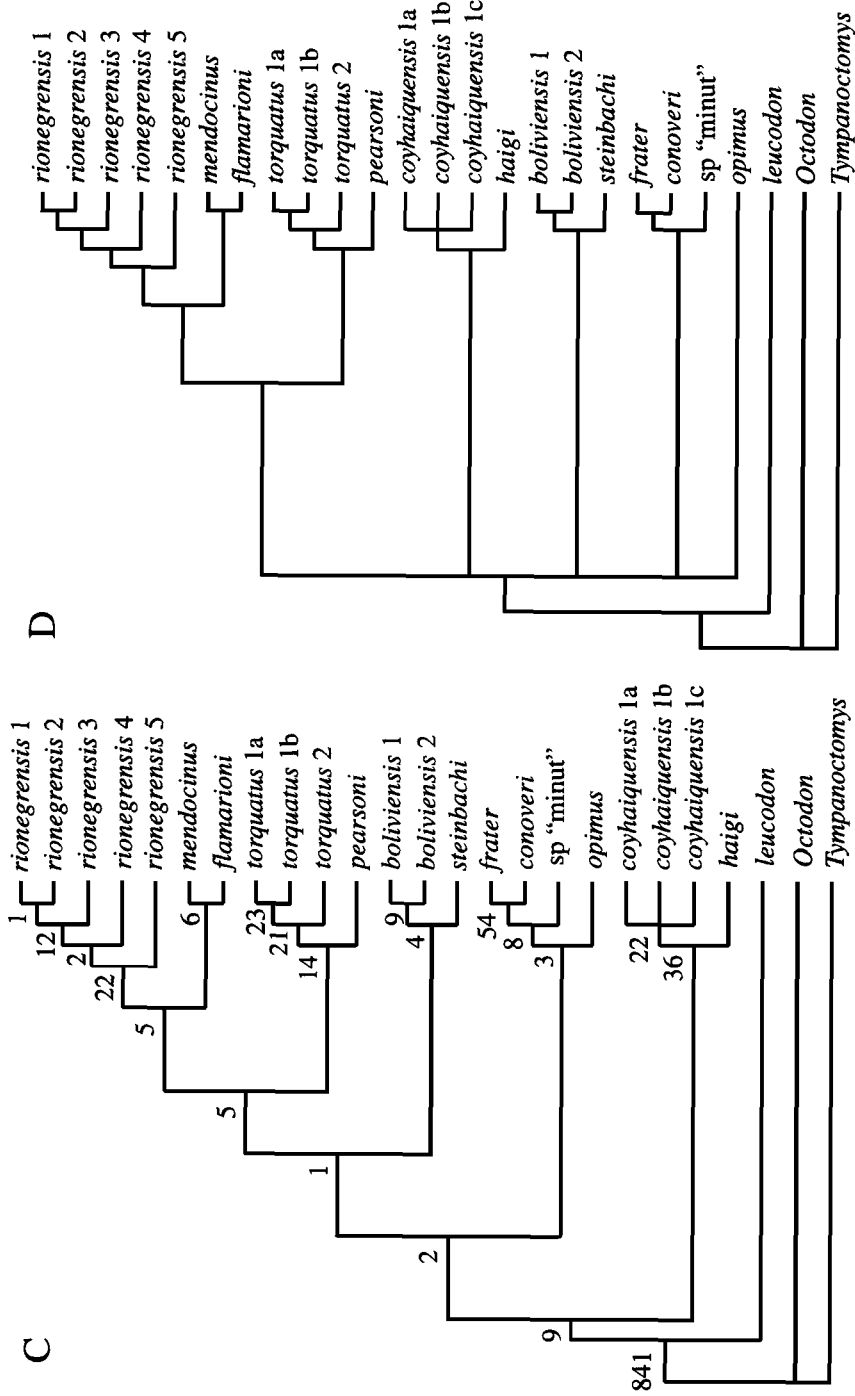 C
rionegrensis 1
rionegrensis 2
rionegrensis 3
rionegrensis 4
rionegrensis 5
mendocinus
flamarioni
torquatus 1a
torquatus 1b
torquatus 2
pearsoni
boliviensis 1
boliviensis 2
steinbachi
frater
conoveri
sp "minut"
opimus
coyhaiquensis 1a
coyhaiquensis 1b
coyhaiquensis 1c
haigi
leucodon
Octodon
Tympanoctomys
1
12
2
22
5
6
5
23
21
14
1
9
4
2
54
8
3
9
22
36
841
D
rionegrensis 1
rionegrensis 2
rionegrensis 3
rionegrensis 4
rionegrensis 5
mendocinus
flamarioni
torquatus 1a
torquatus 1b
torquatus 2
pearsoni
coyhaiquensis 1a
coyhaiquensis 1b
coyhaiquensis 1c
haigi
boliviensis 1
boliviensis 2
steinbachi
frater
conoveri
sp "minut"
opimus
leucodon
Octodon
Tympanoctomys